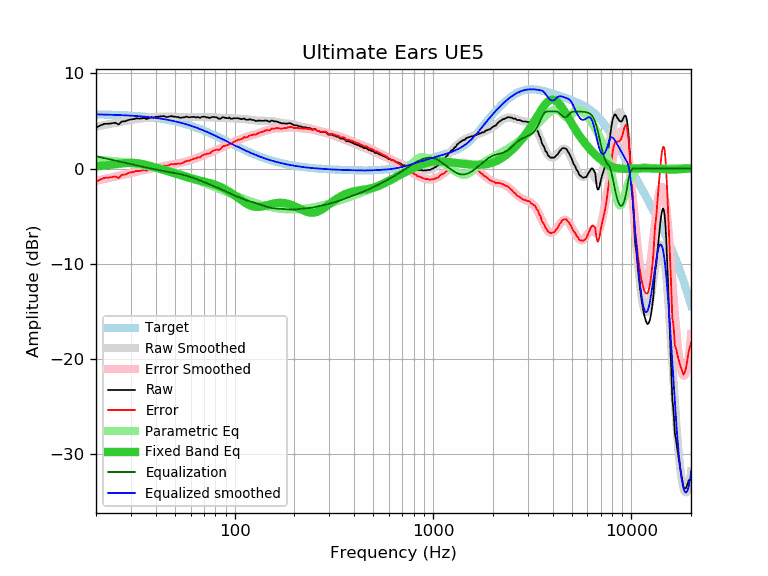 Ultimate Ears UE5
Amplitude (dBr)
10
0
−10
−20
−30
Target
Raw Smoothed
Error Smoothed
Raw
Error
Parametric Eq
Fixed Band Eq
Equalization
Equalized smoothed
100 1000 10000
Frequency (Hz)